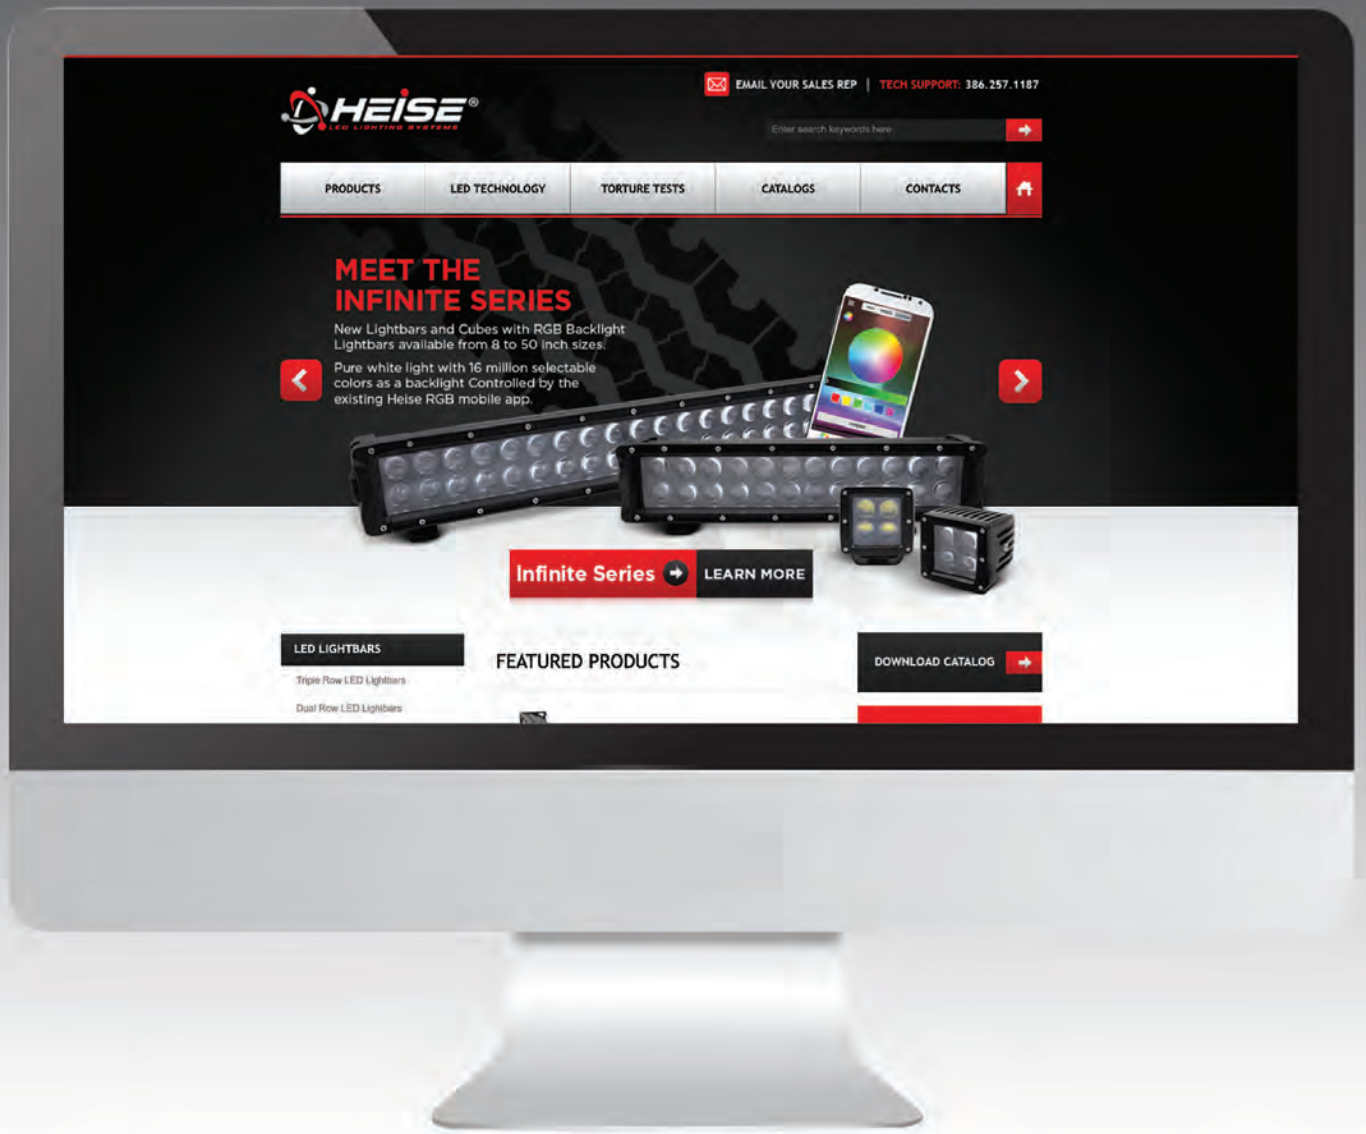 HEISE®
LED LIGHTING SYSTEMS
EMAIL YOUR SALES REP | TECH SUPPORT: 386.257.1187
Enter search keywords here
PRODUCTS
LED TECHNOLOGY
TORTURE TESTS
CATALOGS
CONTACTS
MEET THE
INFINITE SERIES
New Lightbars and Cubes with RGB Backlight
Lightbars available from 8 to 50 inch sizes.
Pure white light with 16 million selectable
colors as a backlight Controlled by the
existing Heise RGB mobile app.
Infinite Series
LEARN MORE
LED LIGHTBARS
Triple Row LED Lightbars
Dual Row LED Lightbars
FEATURED PRODUCTS
DOWNLOAD CATALOG